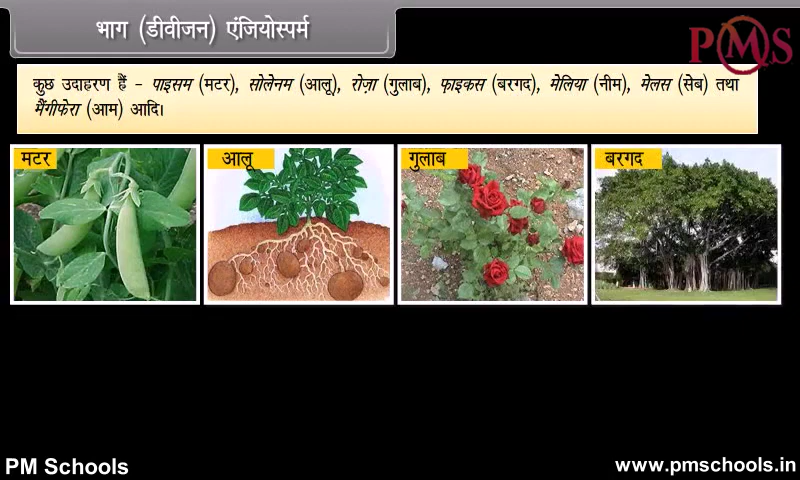 भाग (डीवीजन) एंजियोस्पर्म
PMS
कुछ उदाहरण हैं - पाइसम (मटर), सोलेनम (आलू), रोज़ा (गुलाब), फ़ाइकस (बरगद), मेलिया (नीम), मेलस (सेब) तथा
मैंगीफेरा (आम) आदि।
मटर
आलू
गुलाब
बरगद
PM Schools
www.pmschools.in